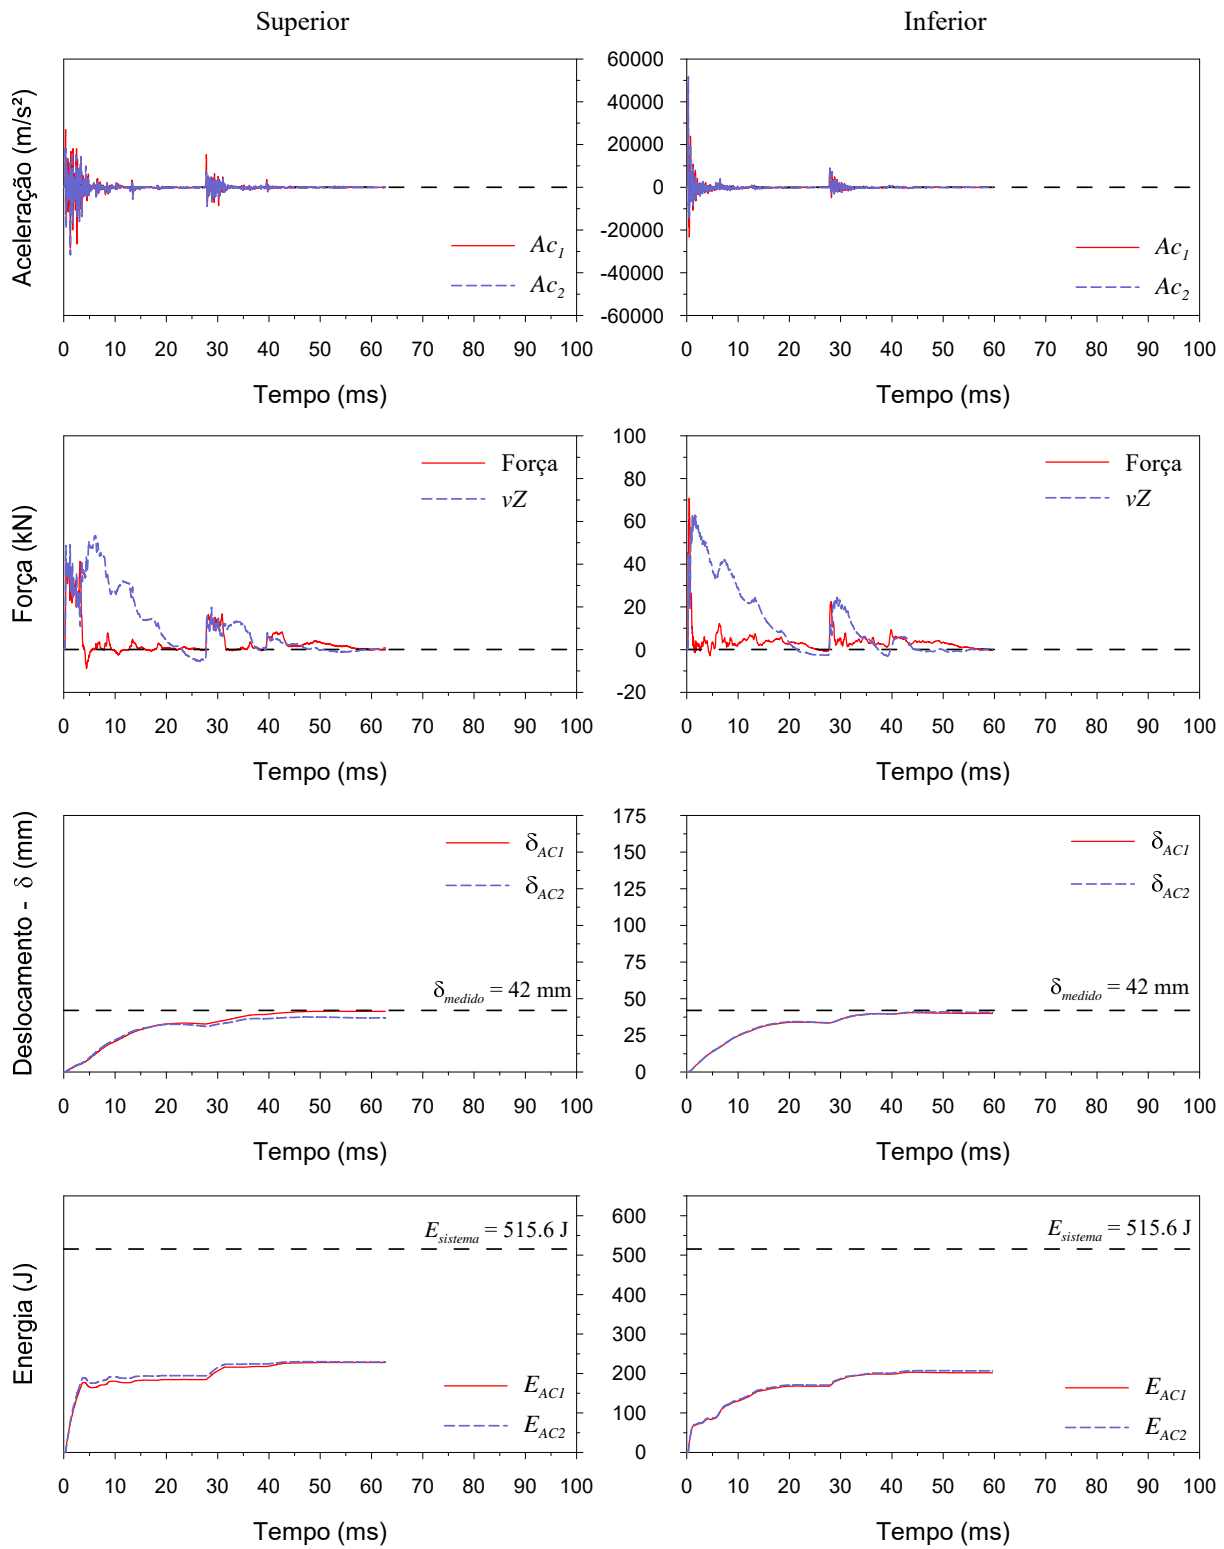 Superior
Inferior
Aceleração (m/s²)
60000
40000
20000
0
-20000
-40000
-60000
Ac1
Ac2
Ac1
Ac2
0 10 20 30 40 50 60 70 80 90 100
0 10 20 30 40 50 60 70 80 90 100
Tempo (ms)
Tempo (ms)
Força (kN)
100
80
60
40
20
0
-20
Força
vZ
Força
vZ
0 10 20 30 40 50 60 70 80 90 100
0 10 20 30 40 50 60 70 80 90 100
Tempo (ms)
Tempo (ms)
Deslocamento - δ (mm)
175
150
125
100
75
50
25
0
δAC1
δAC2
δmedido = 42 mm
δAC1
δAC2
δmedido = 42 mm
0 10 20 30 40 50 60 70 80 90 100
0 10 20 30 40 50 60 70 80 90 100
Tempo (ms)
Tempo (ms)
Energia (J)
600
500
400
300
200
100
0
Esistema = 515.6 J
EAC1
EAC2
Esistema = 515.6 J
EAC1
EAC2
0 10 20 30 40 50 60 70 80 90 100
0 10 20 30 40 50 60 70 80 90 100
Tempo (ms)
Tempo (ms)